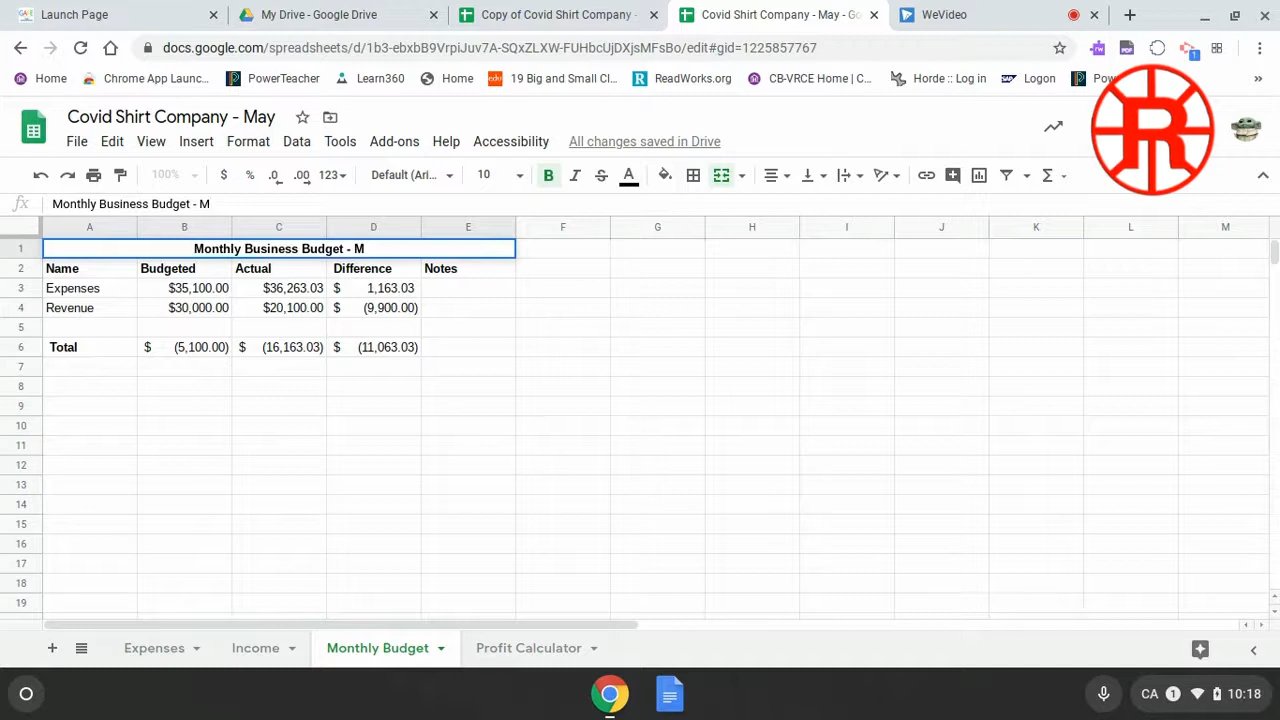 Launch Page
My Drive - Google Drive
Copy of Covid Shirt Company -
Covid Shirt Company - May - Go
WeVideo
docs.google.com/spreadsheets/d/1b3-ebxbB9VrpiJuv7A-SQxZLXW-FUHbcUjDXjsMFsBo/edit#gid=1225857767
Home
Chrome App Launc...
PowerTeacher
Learn360
Home
19 Big and Small Cl...
ReadWorks.org
CB-VRCE Home | C...
Horde :: Log in
Logon
Covid Shirt Company - May
R
File Edit View Insert Format Data Tools Add-ons Help Accessibility All changes saved in Drive
100% $ % .0 .00 123 Default (Ari... 10 B I S A
fx Monthly Business Budget - M
A B C D E F G H I J K L M
1 Monthly Business Budget - M
2 Name Budgeted Actual Difference Notes
3 Expenses $35,100.00 $36,263.03 $ 1,163.03
4 Revenue $30,000.00 $20,100.00 $ (9,900.00)
5
6 Total $ (5,100.00) $ (16,163.03) $ (11,063.03)
7
8
9
10
11
12
13
14
15
16
17
18
19
Expenses Income Monthly Budget Profit Calculator
CA 1 10:18